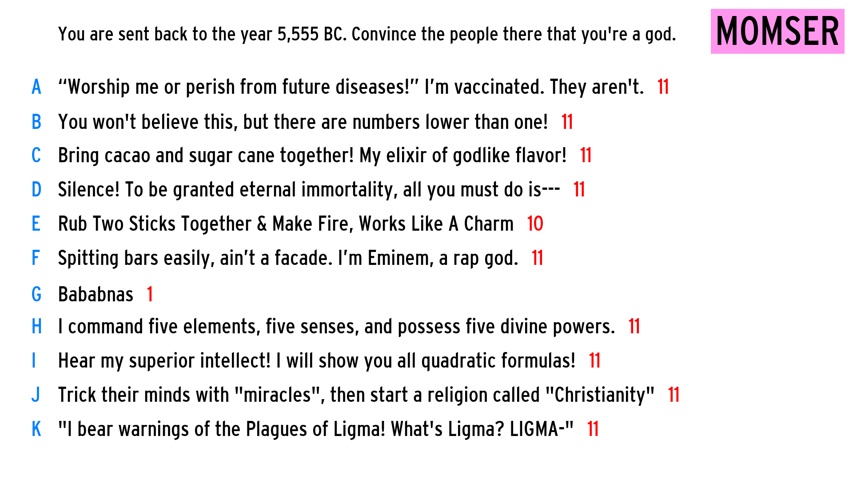 You are sent back to the year 5,555 BC. Convince the people there that you're a god.
MOMSER
A “Worship me or perish from future diseases!” I’m vaccinated. They aren't. 11
B You won't believe this, but there are numbers lower than one! 11
C Bring cacao and sugar cane together! My elixir of godlike flavor! 11
D Silence! To be granted eternal immortality, all you must do is--- 11
E Rub Two Sticks Together & Make Fire, Works Like A Charm 10
F Spitting bars easily, ain’t a facade. I’m Eminem, a rap god. 11
G Bababnas 1
H I command five elements, five senses, and possess five divine powers. 11
I Hear my superior intellect! I will show you all quadratic formulas! 11
J Trick their minds with "miracles", then start a religion called "Christianity" 11
K "I bear warnings of the Plagues of Ligma! What's Ligma? LIGMA-" 11